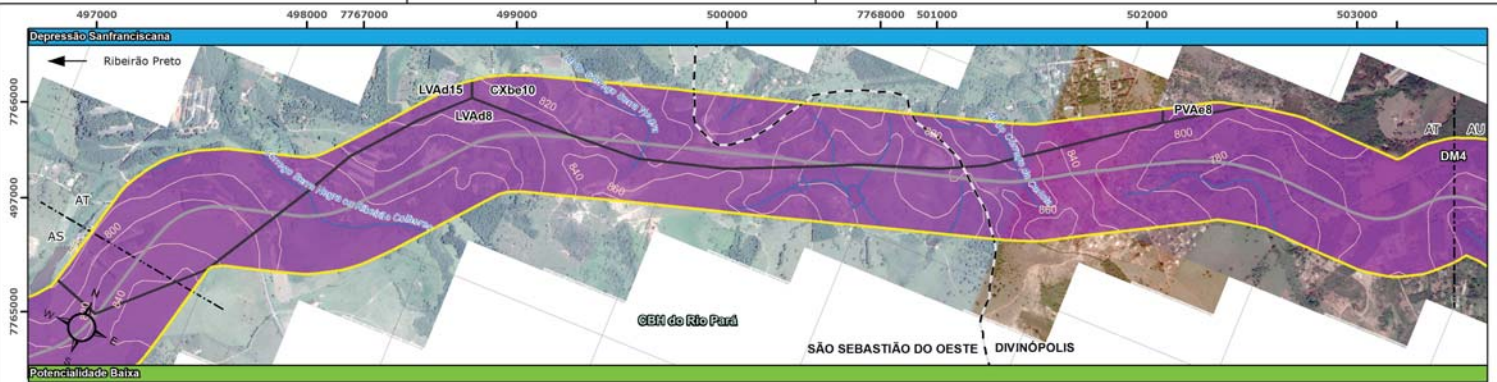 497000 498000 7767000 499000 500000 7768000 501000 502000 503000
Depressão Sanfranciscana
Ribeirão Preto
7766000
497000
7765000
LVAd15 CXbe10
LVAd8
PVAe8
DM4
AT AU
AT
AS
820
840
860
800
840
880
840
800
780
N
W
E
S
CBH do Rio Pará
SÃO SEBASTIÃO DO OESTE DIVINÓPOLIS
Potencialidade Baixa